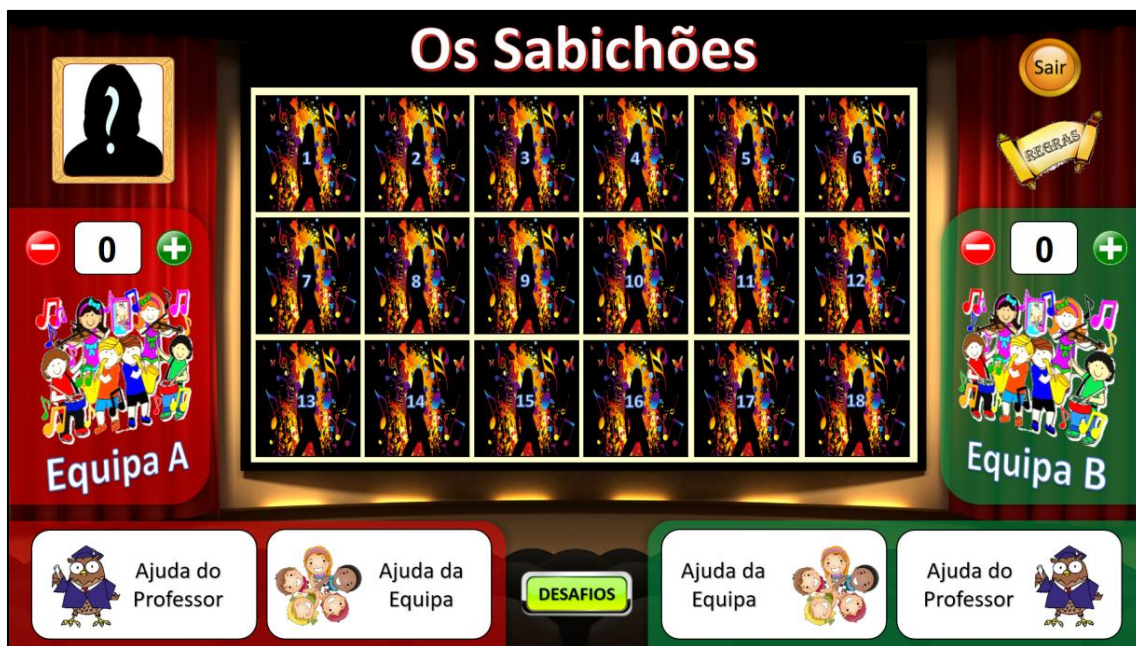 Os Sabichões
Sair
?
REGRAS
1 2 3 4 5 6
0
0
7 8 9 10 11 12
13 14 15 16 17 18
Equipa A
Equipa B
Ajuda do
Professor
Ajuda da
Equipa
DESAFIOS
Ajuda da
Equipa
Ajuda do
Professor